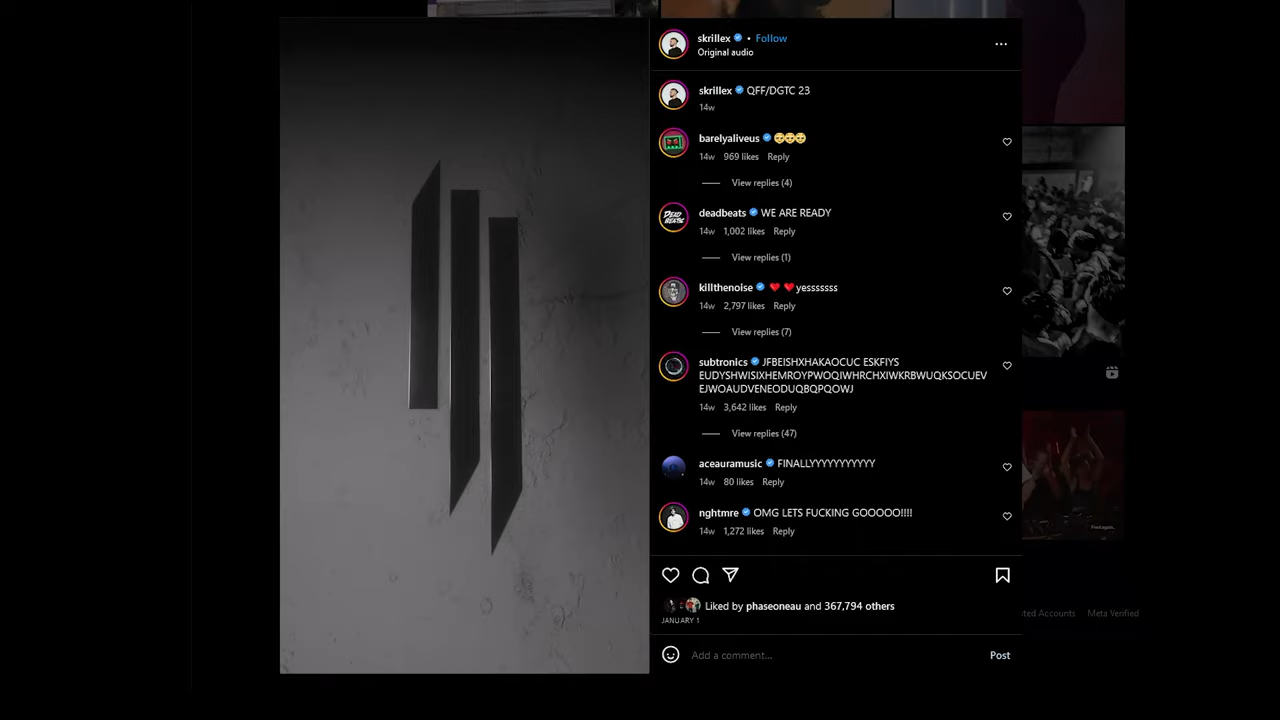 skrillex • Follow
Original audio
skrillex QFF/DGTC 23
14w
barelyaliveus 😌😌😌
14w 969 likes Reply
View replies (4)
deadbeats WE ARE READY
14w 1,002 likes Reply
View replies (1)
killthenoise ❤️ ❤️yesssssss
14w 2,797 likes Reply
View replies (7)
subtronics JFBEISHXHAKAOCUC ESKFIYS
EUDYSHWISIXHEMROYPWOQIWHRCHXIWKRBWUQKSOCUEV
EJWOAUDVENEODUQBQPQOWJ
14w 3,642 likes Reply
View replies (47)
aceauramusic FINALLYYYYYYYYYYY
14w 80 likes Reply
nghtmre OMG LETS FUCKING GOOOOO!!!!
14w 1,272 likes Reply
Liked by phaseoneau and 367,794 others
JANUARY 1
Add a comment...
Post
ted Accounts Meta Verified